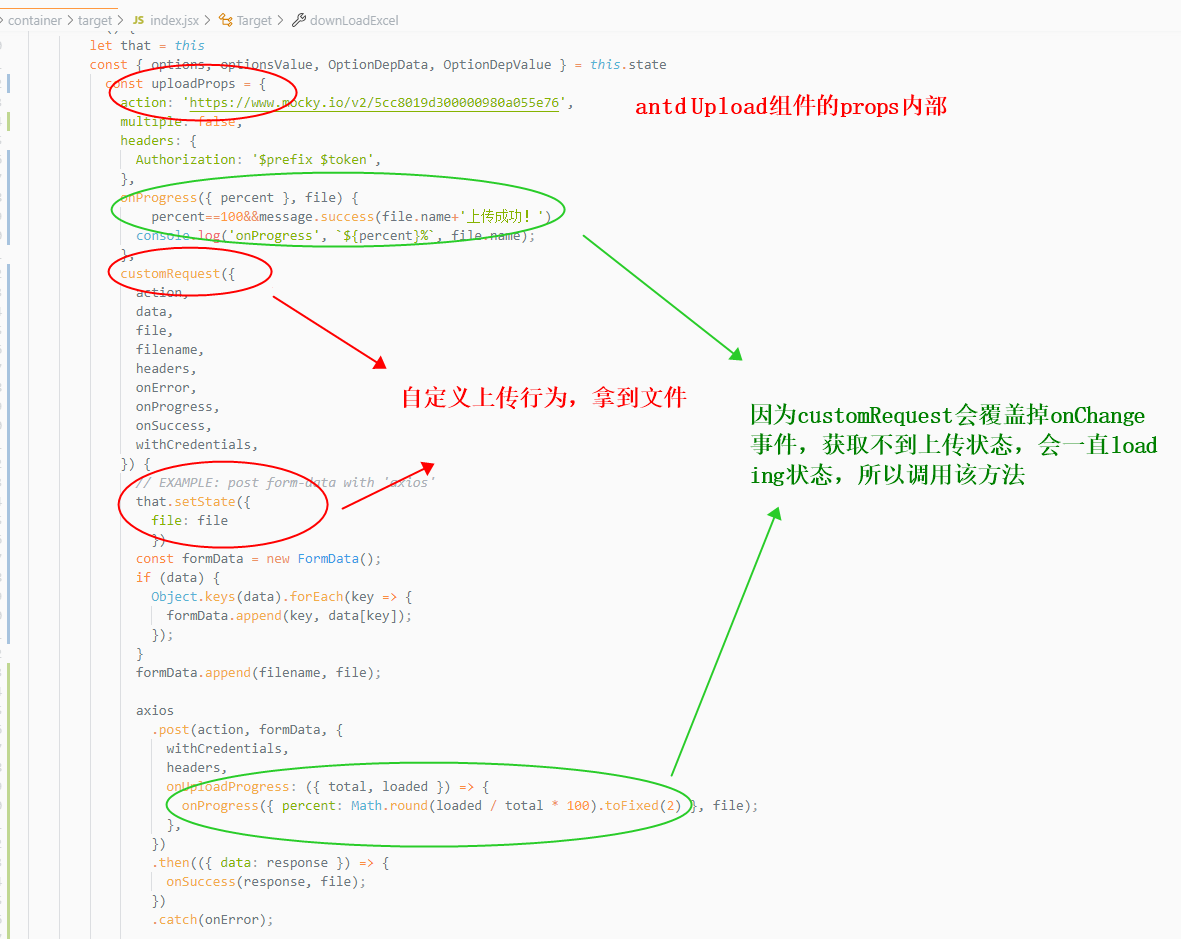 container > target > JS index.jsx > Target > downLoadExcel
let that = this
const { options, optionsValue, OptionDepData, OptionDepValue } = this.state
const uploadProps = {
action: 'https://www.mocky.io/v2/5cc8019d300000980a055e76',
antd Upload组件的props内部
multiple: false,
headers: {
Authorization: '$prefix $token',
},
onProgress({ percent }, file) {
percent==100&&message.success(file.name+'上传成功！')
console.log('onProgress', `${percent}%`, file.name);
},
customRequest({
action,
data,
file,
filename,
headers,
onError,
自定义上传行为，拿到文件
onProgress,
onSuccess,
withCredentials,
因为customRequest会覆盖掉onChange
事件，获取不到上传状态，会一直load
ing状态，所以调用该方法
}) {
// EXAMPLE: post form-data with 'axios'
that.setState({
file: file
})
const formData = new FormData();
if (data) {
Object.keys(data).forEach(key => {
formData.append(key, data[key]);
});
}
formData.append(filename, file);
axios
.post(action, formData, {
withCredentials,
headers,
onUploadProgress: ({ total, loaded }) => {
onProgress({ percent: Math.round(loaded / total * 100).toFixed(2) }, file);
},
})
.then(({ data: response }) => {
onSuccess(response, file);
})
.catch(onError);